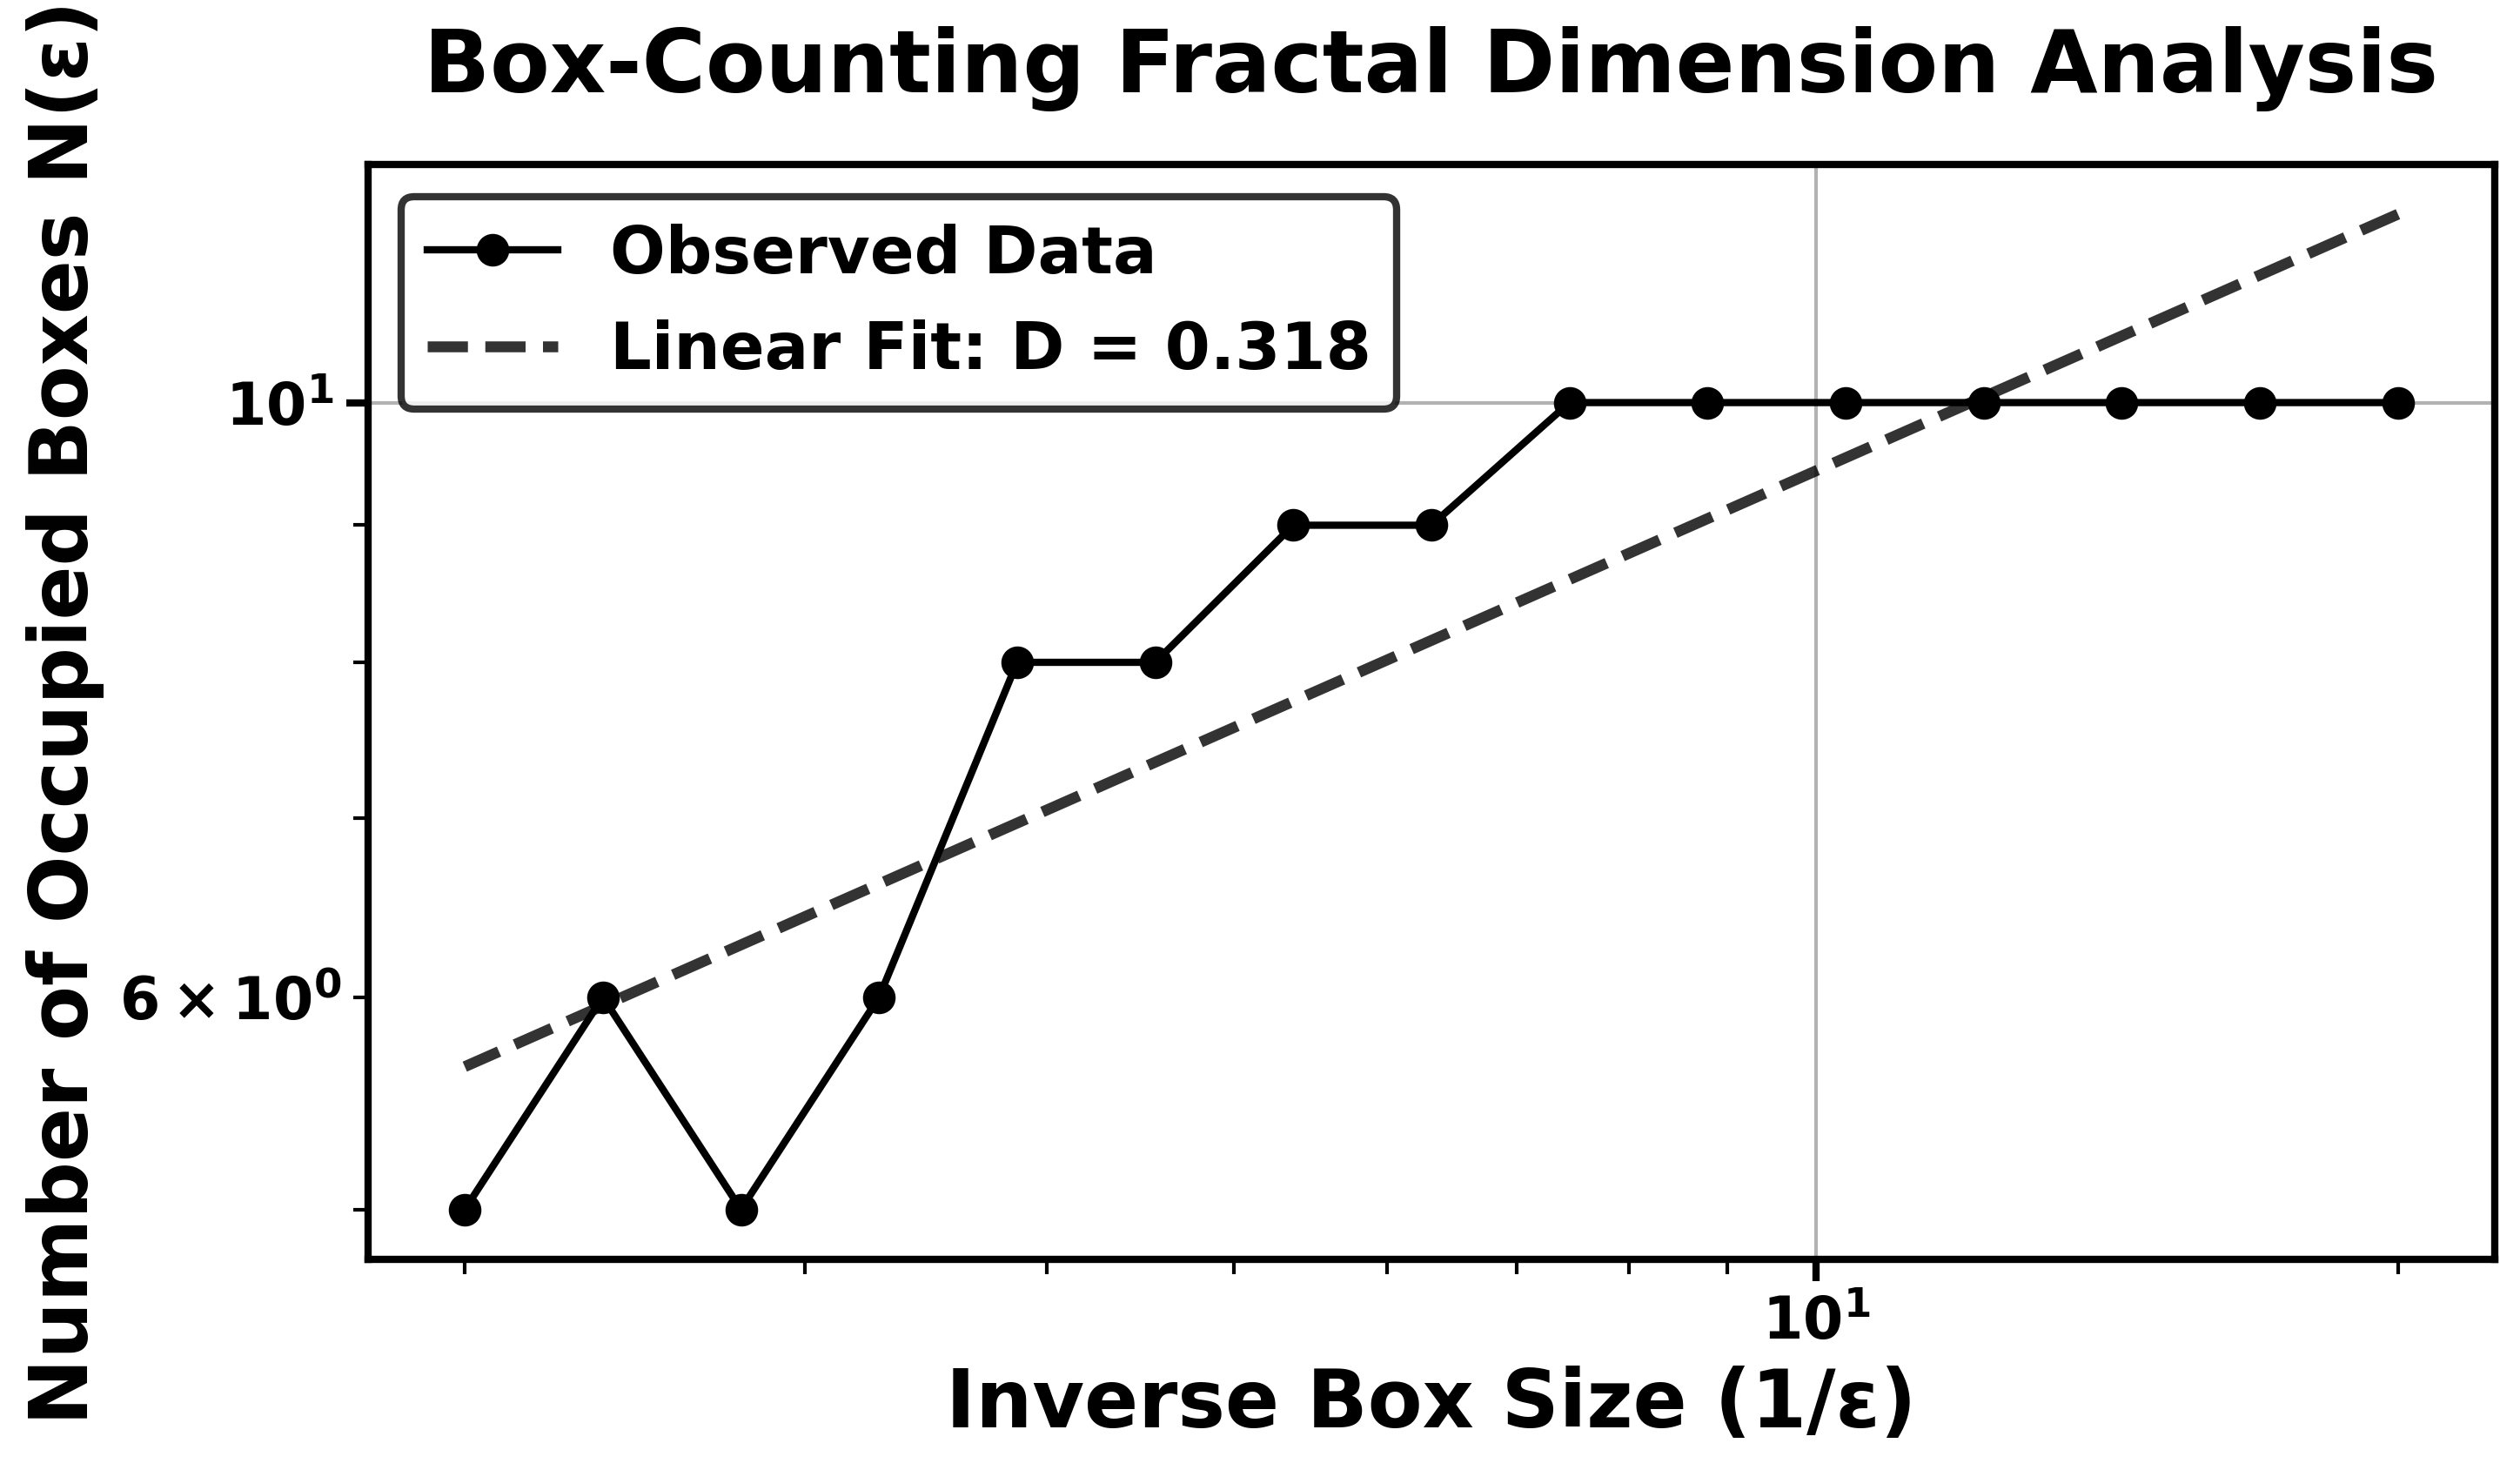 Box-Counting Fractal Dimension Analysis
Number of Occupied Boxes N(ε)
Observed Data
Linear Fit: D = 0.318
10¹
6 × 10⁰
10¹
Inverse Box Size (1/ε)